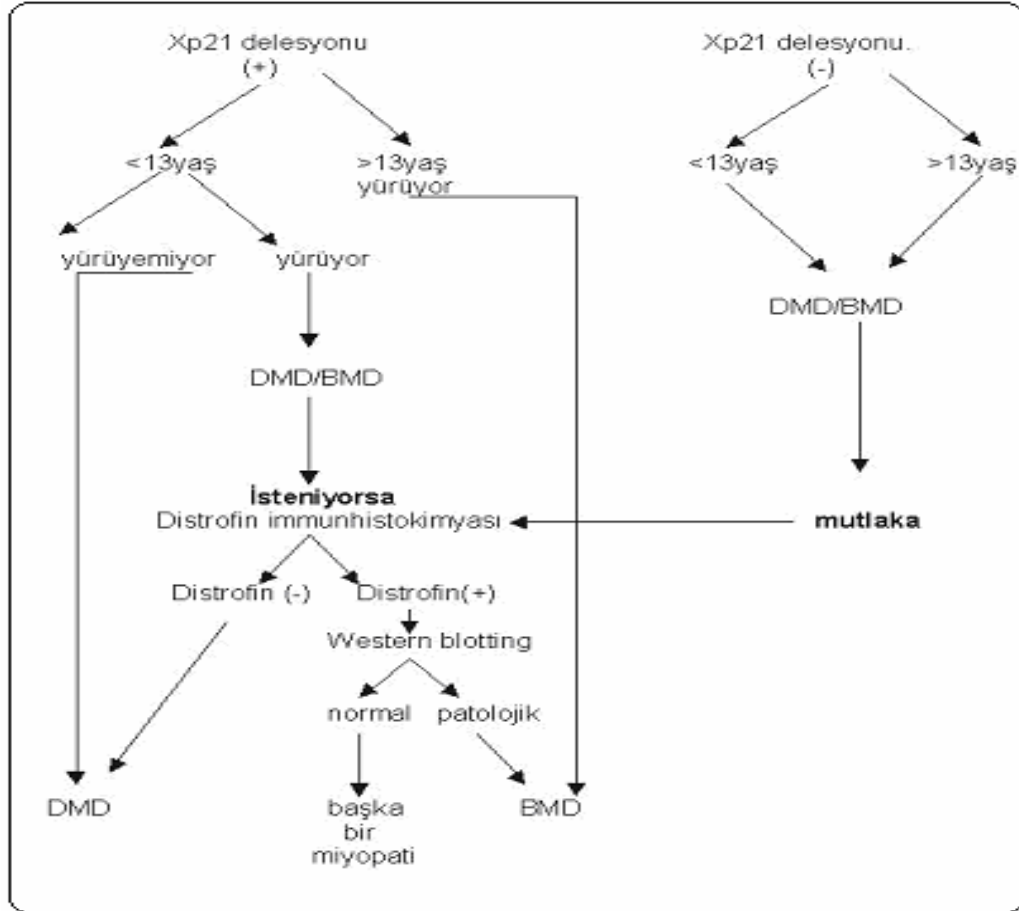 Xp21 delesyonu
(+)
Xp21 delesyonu.
(-)
<13yaş
>13yaş
yürüyor
<13yaş
>13yaş
yürüyemiyor
yürüyor
DMD/BMD
DMD/BMD
İsteniyorsa
Distrofin immunhistokimyası
mutlaka
Distrofin (-)
Distrofin(+)
Western blotting
normal
patolojik
DMD
başka
bir
miyopati
BMD